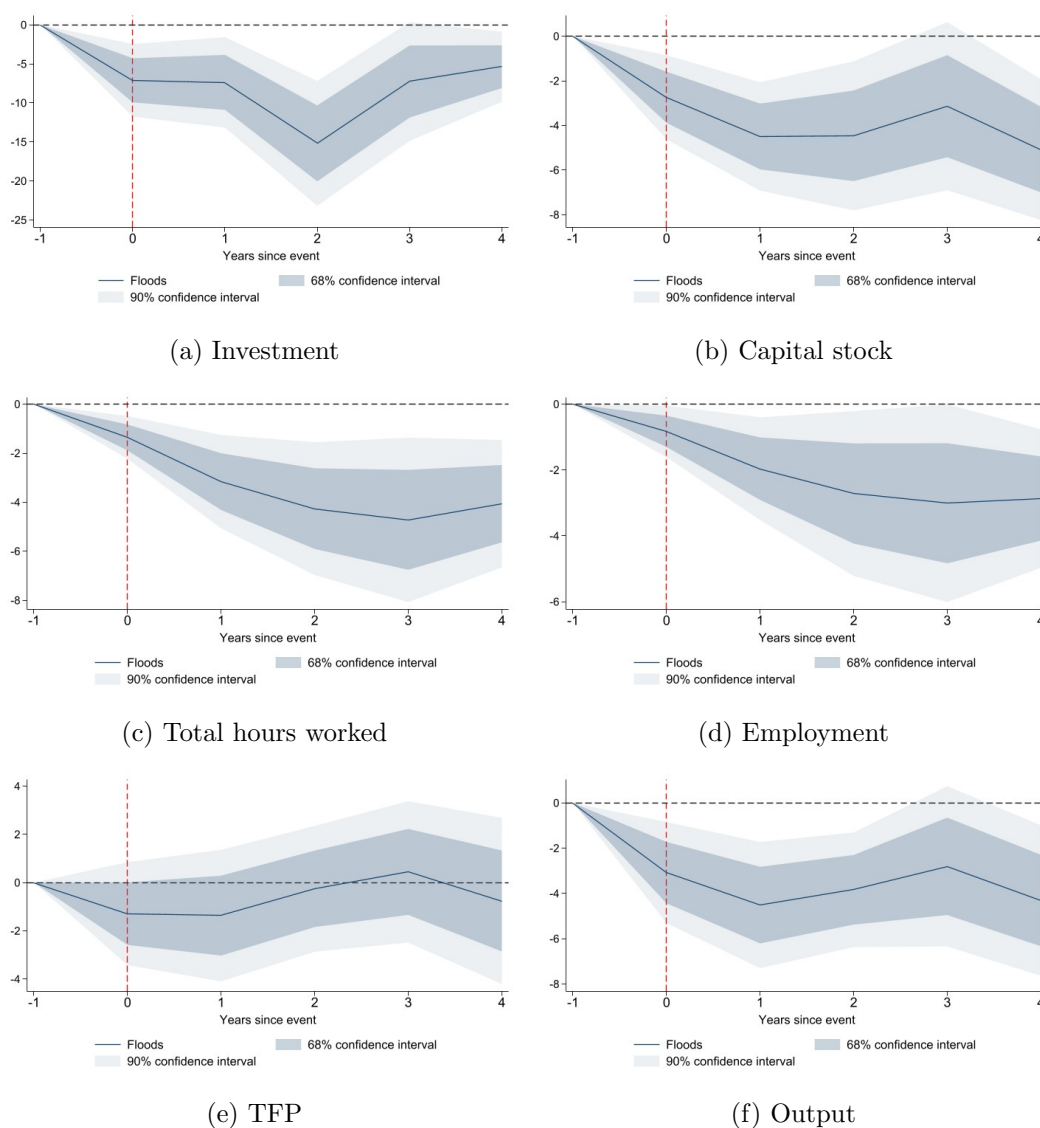 0
-5
-10
-15
-20
-25
-1 0 1 2 3 4
Years since event
Floods 68% confidence interval
90% confidence interval
(a) Investment
0
-2
-4
-6
-8
-1 0 1 2 3 4
Years since event
Floods 68% confidence interval
90% confidence interval
(b) Capital stock
0
-2
-4
-6
-8
-1 0 1 2 3 4
Years since event
Floods 68% confidence interval
90% confidence interval
(c) Total hours worked
0
-2
-4
-6
-1 0 1 2 3 4
Years since event
Floods 68% confidence interval
90% confidence interval
(d) Employment
4
2
0
-2
-4
-1 0 1 2 3 4
Years since event
Floods 68% confidence interval
90% confidence interval
(e) TFP
0
-2
-4
-6
-8
-1 0 1 2 3 4
Years since event
Floods 68% confidence interval
90% confidence interval
(f) Output